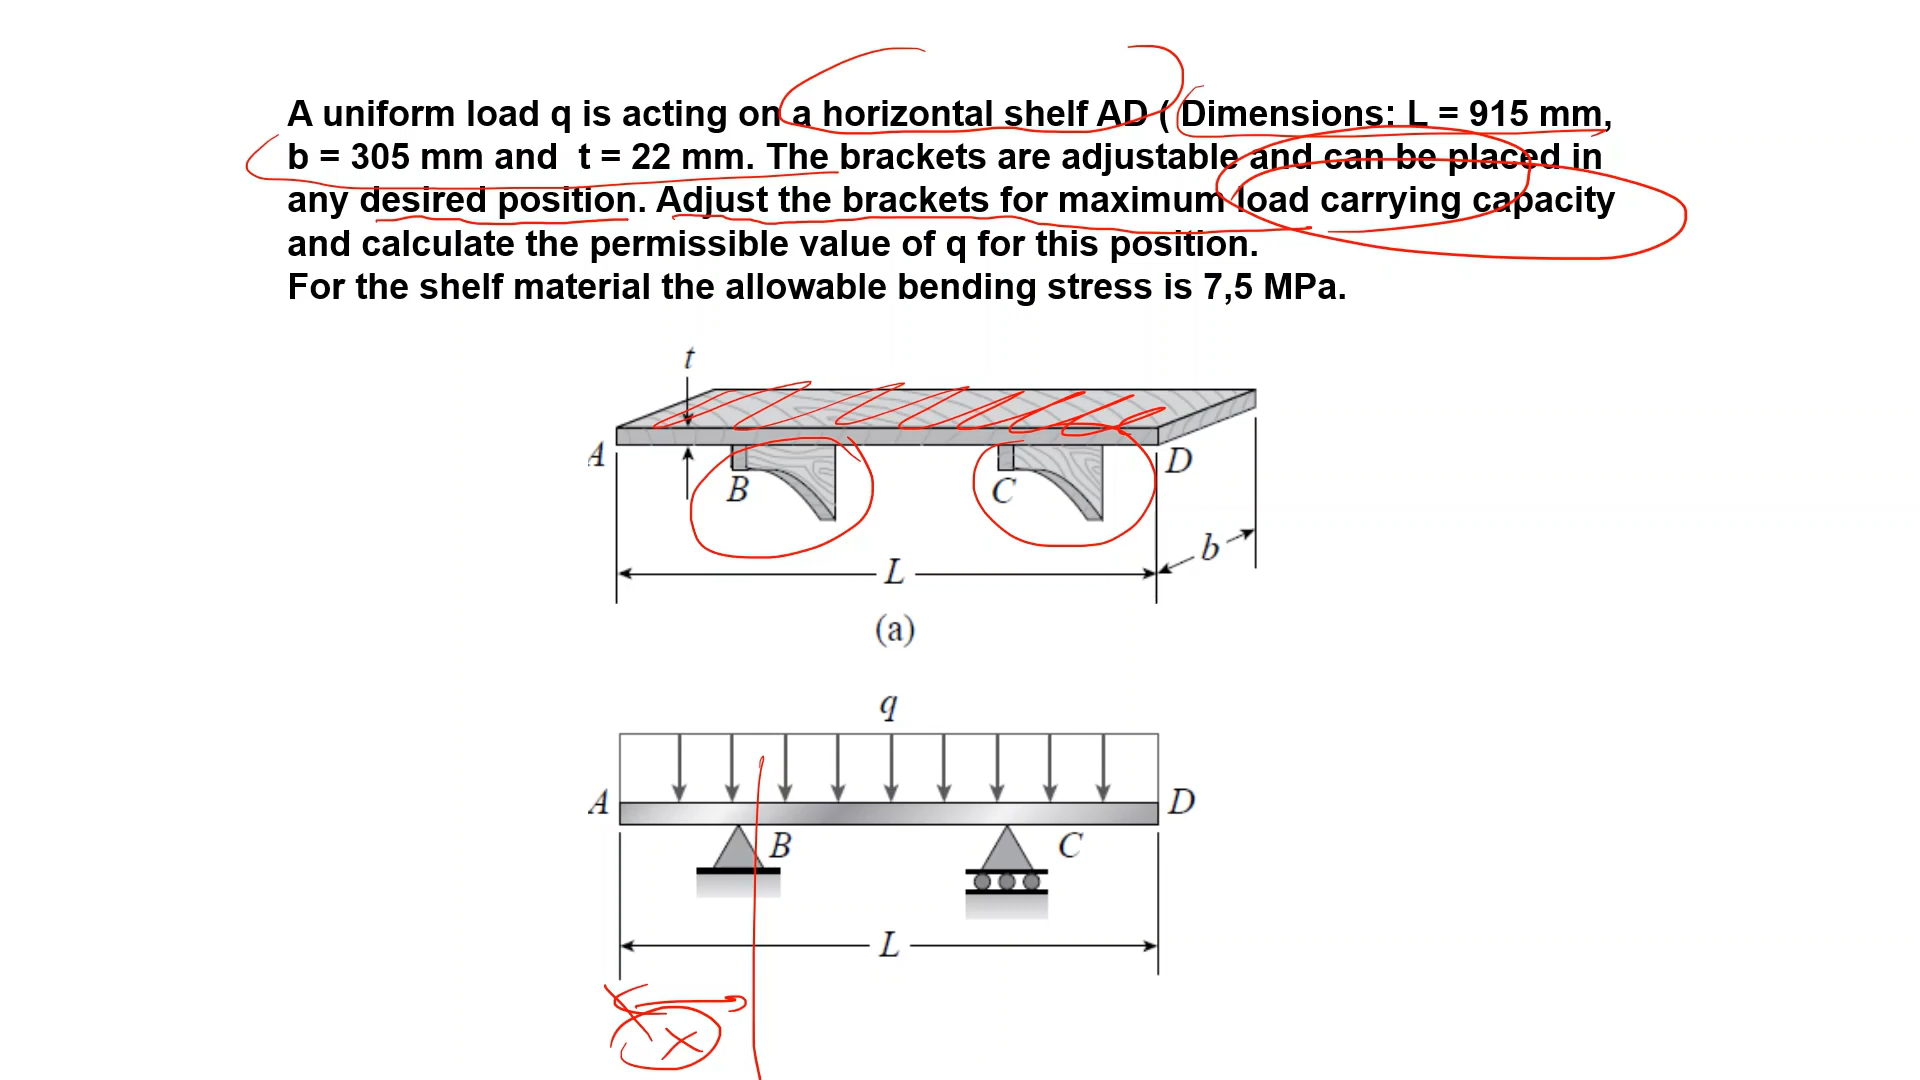 A uniform load q is acting on a horizontal shelf AD ( Dimensions: L = 915 mm,
b = 305 mm and t = 22 mm. The brackets are adjustable and can be placed in
any desired position. Adjust the brackets for maximum load carrying capacity
and calculate the permissible value of q for this position.
For the shelf material the allowable bending stress is 7,5 MPa.
t
A
B
C
D
b
L
(a)
q
A
D
B
C
L
x